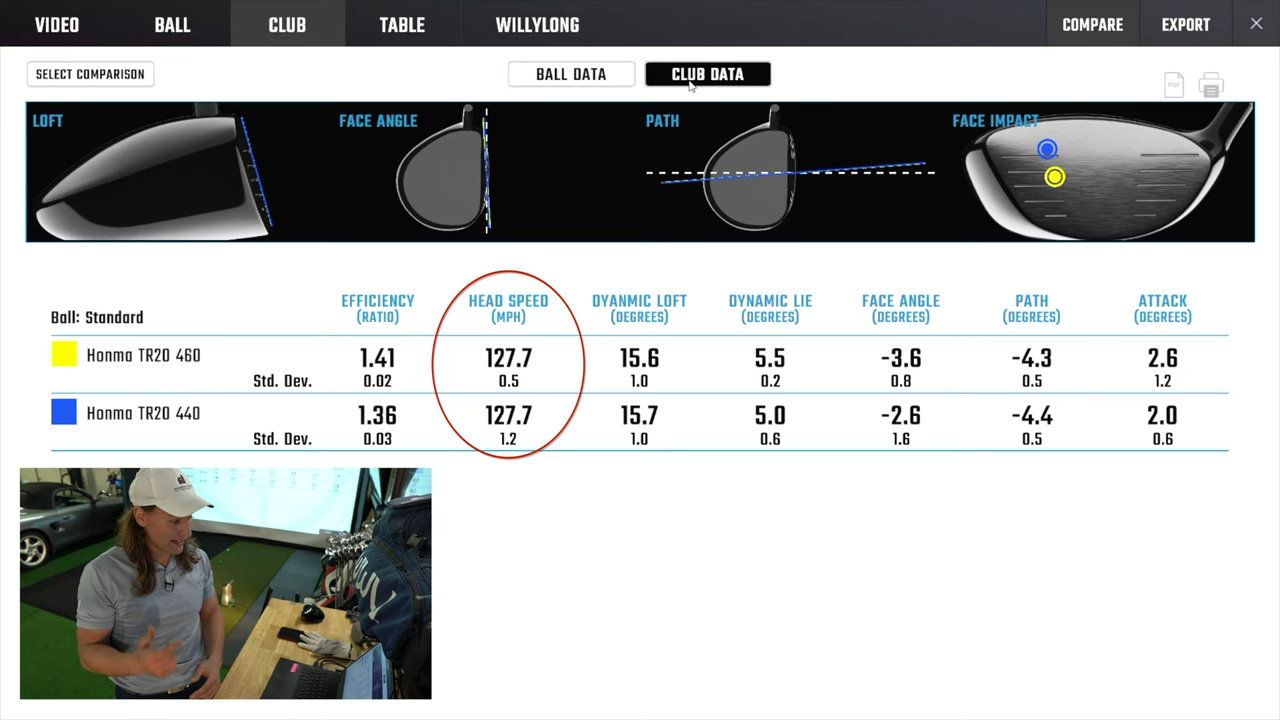 VIDEO BALL CLUB TABLE WILLYLONG COMPARE EXPORT
SELECT COMPARISON BALL DATA CLUB DATA
PDF
LOFT FACE ANGLE PATH FACE IMPACT
EFFICIENCY HEAD SPEED DYANMIC LOFT DYNAMIC LIE FACE ANGLE PATH ATTACK
Ball: Standard (RATIO) (MPH) (DEGREES) (DEGREES) (DEGREES) (DEGREES) (DEGREES)
Honma TR20 460 1.41 127.7 15.6 5.5 -3.6 -4.3 2.6
Std. Dev. 0.02 0.5 1.0 0.2 0.8 0.5 1.2
Honma TR20 440 1.36 127.7 15.7 5.0 -2.6 -4.4 2.0
Std. Dev. 0.03 1.2 1.0 0.6 1.6 0.5 0.6